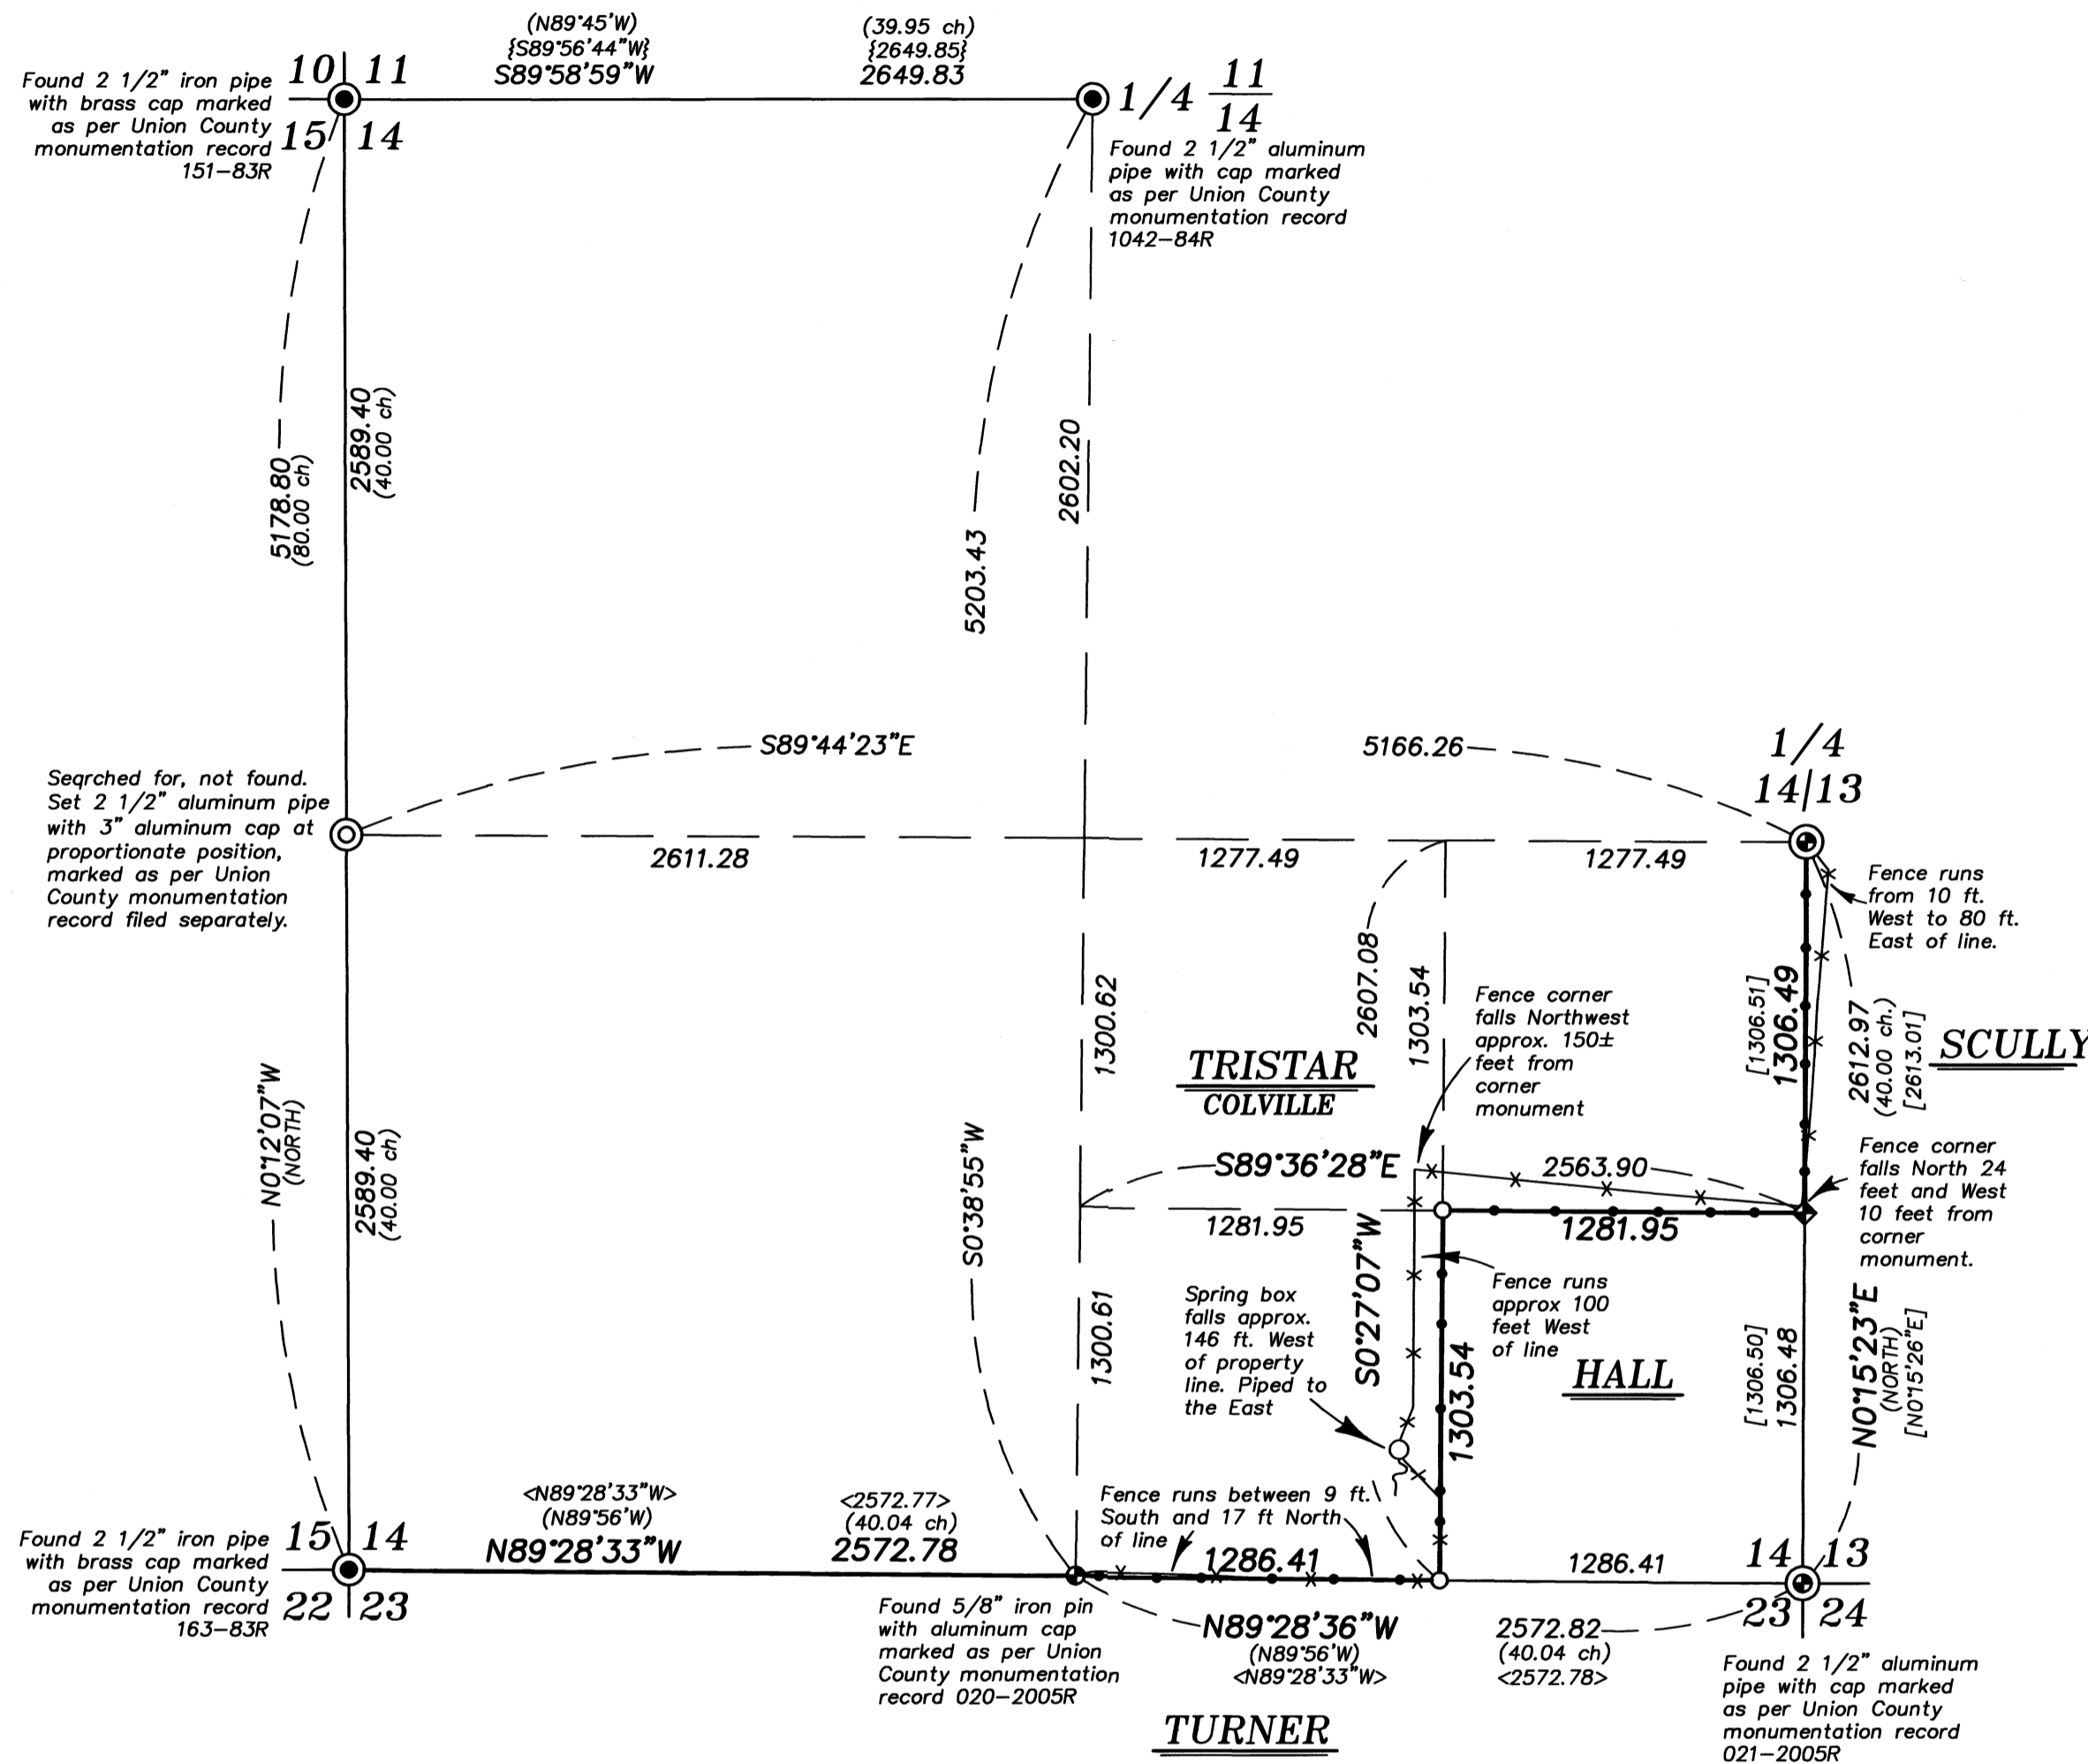 (N89°45'W)
{S89°56'44"W}
S89°58'59"W
(39.95 ch)
{2649.85}
2649.83
Found 2 1/2" iron pipe
with brass cap marked
as per Union County
monumentation record
151-83R
10 11
15 14
1/4 11
14
Found 2 1/2" aluminum
pipe with cap marked
as per Union County
monumentation record
1042-84R
5178.80
(80.00 ch)
2589.40
(40.00 ch)
5203.43
2602.20
S89°44'23"E
5166.26
1/4
14 13
Seqrched for, not found.
Set 2 1/2" aluminum pipe
with 3" aluminum cap at
proportionate position,
marked as per Union
County monumentation
record filed separately.
2611.28
1277.49
1277.49
Fence runs
from 10 ft.
West to 80 ft.
East of line.
2607.08
1303.54
1300.62
Fence corner
falls Northwest
approx. 150±
feet from
corner
monument
[1306.51]
1306.49
2612.97
(40.00 ch.)
[2613.01]
SCULLY
TRISTAR
COLVILLE
N0°12'07"W
(NORTH)
2589.40
(40.00 ch)
S0°38'55"W
S89°36'28"E
2563.90
1281.95
1281.95
Fence corner
falls North 24
feet and West
10 feet from
corner
monument.
1300.61
Spring box
falls approx.
146 ft. West
of property
line. Piped to
the East
S0°27'07"W
Fence runs
approx 100
feet West
of line
1303.54
HALL
[1306.50]
1306.48
N0°15'23"E
(NORTH)
[N0°15'26"E]
<N89°28'33"W>
(N89°56'W)
N89°28'33"W
<2572.77>
(40.04 ch)
2572.78
Fence runs between 9 ft.
South and 17 ft North
of line
1286.41
1286.41
Found 2 1/2" iron pipe
with brass cap marked
as per Union County
monumentation record
163-83R
15 14
22 23
14 13
23 24
Found 5/8" iron pin
with aluminum cap
marked as per Union
County monumentation
record 020-2005R
N89°28'36"W
(N89°56'W)
<N89°28'33"W>
2572.82
(40.04 ch)
<2572.78>
Found 2 1/2" aluminum
pipe with cap marked
as per Union County
monumentation record
021-2005R
TURNER